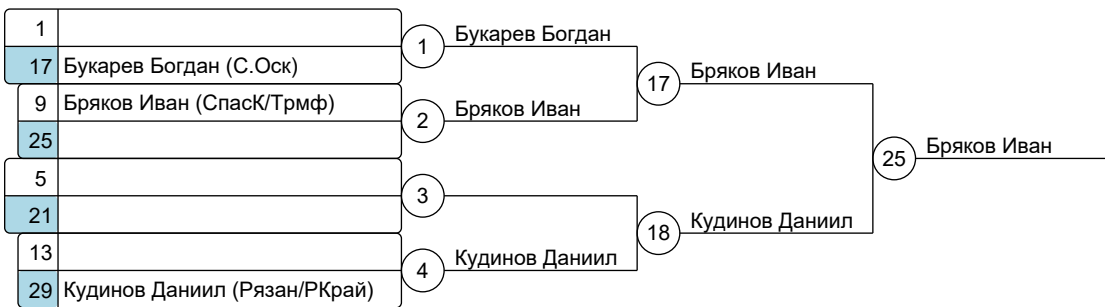 1
17 Букарев Богдан (С.Оск)
1
Букарев Богдан
9 Бряков Иван (СпасК/Трмф)
25
2
Бряков Иван
17
Бряков Иван
5
21
3
13
29 Кудинов Даниил (Рязан/РКрай)
4
Кудинов Даниил
18
Кудинов Даниил
25
Бряков Иван